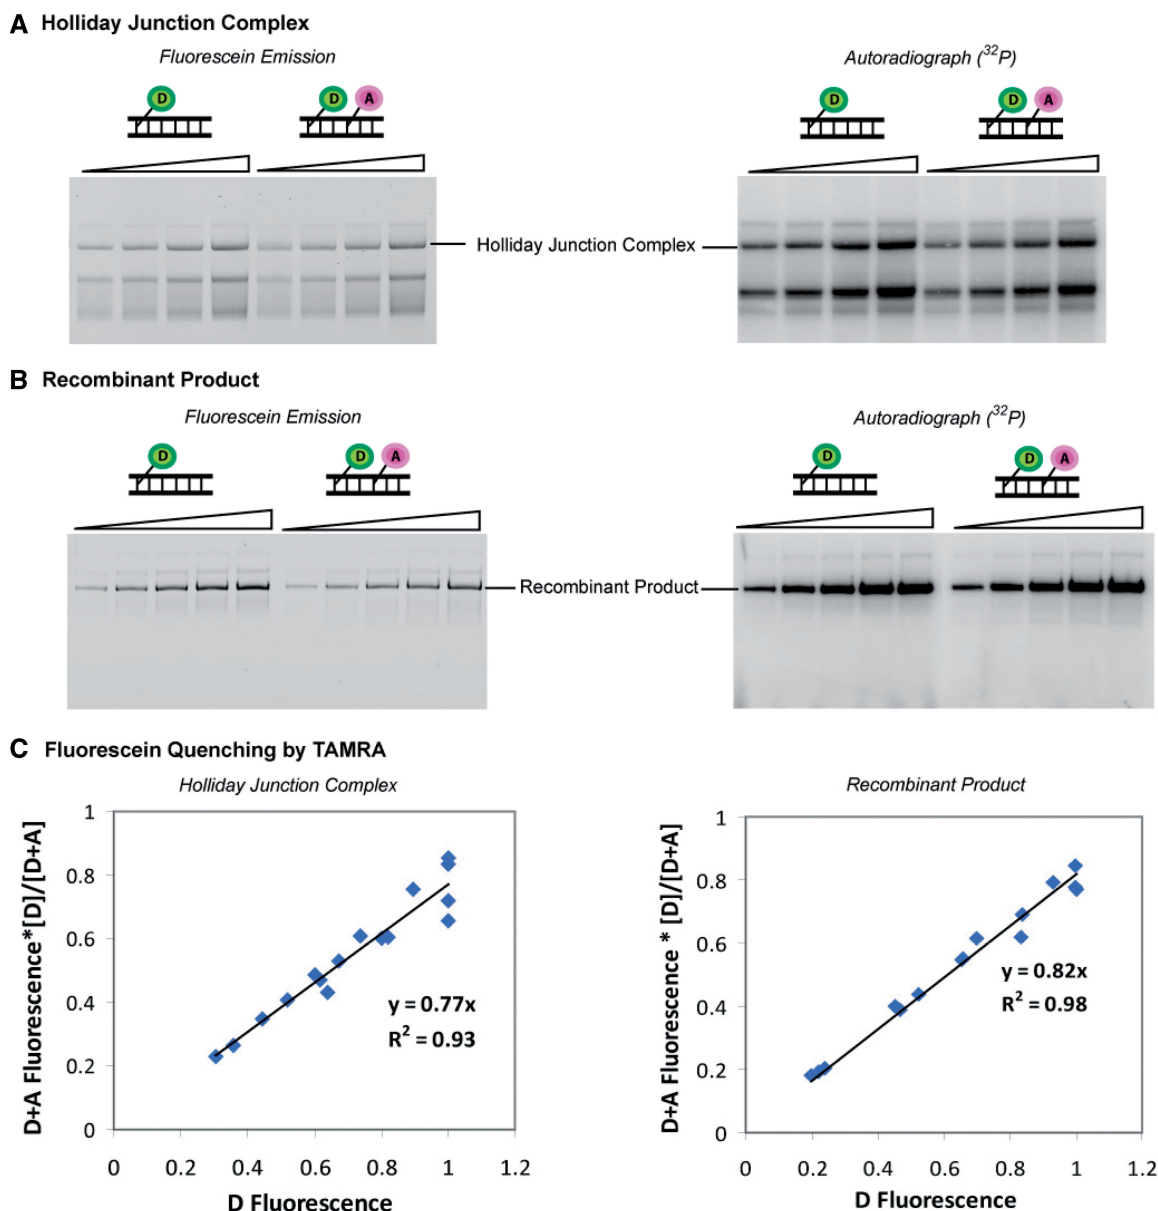 A Holliday Junction Complex
Fluorescein Emission
Autoradiograph (³²P)
D
D A
D
D A
Holliday Junction Complex
B Recombinant Product
Fluorescein Emission
Autoradiograph (³²P)
D
D A
D
D A
Recombinant Product
C Fluorescein Quenching by TAMRA
Holliday Junction Complex
D+A Fluorescence*[D]/[D+A]
1
0.8
0.6
0.4
0.2
0
y = 0.77x
R² = 0.93
0 0.2 0.4 0.6 0.8 1 1.2
D Fluorescence
Recombinant Product
D+A Fluorescence * [D]/[D+A]
1
0.8
0.6
0.4
0.2
0
y = 0.82x
R² = 0.98
0 0.2 0.4 0.6 0.8 1 1.2
D Fluorescence